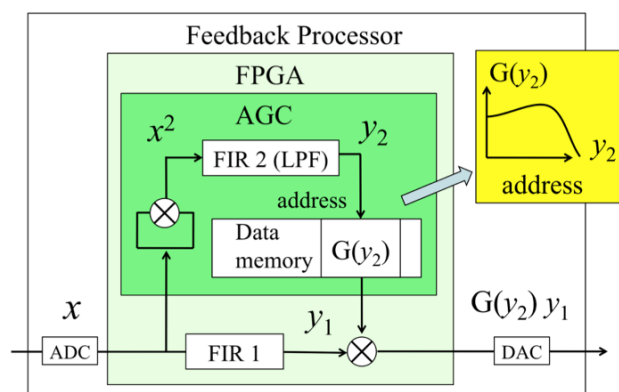 Feedback Processor
FPGA
AGC
x²
FIR 2 (LPF)
y₂
address
Data
memory
G(y₂)
G(y₂)
y₂
address
x
ADC
FIR 1
y₁
G(y₂) y₁
DAC